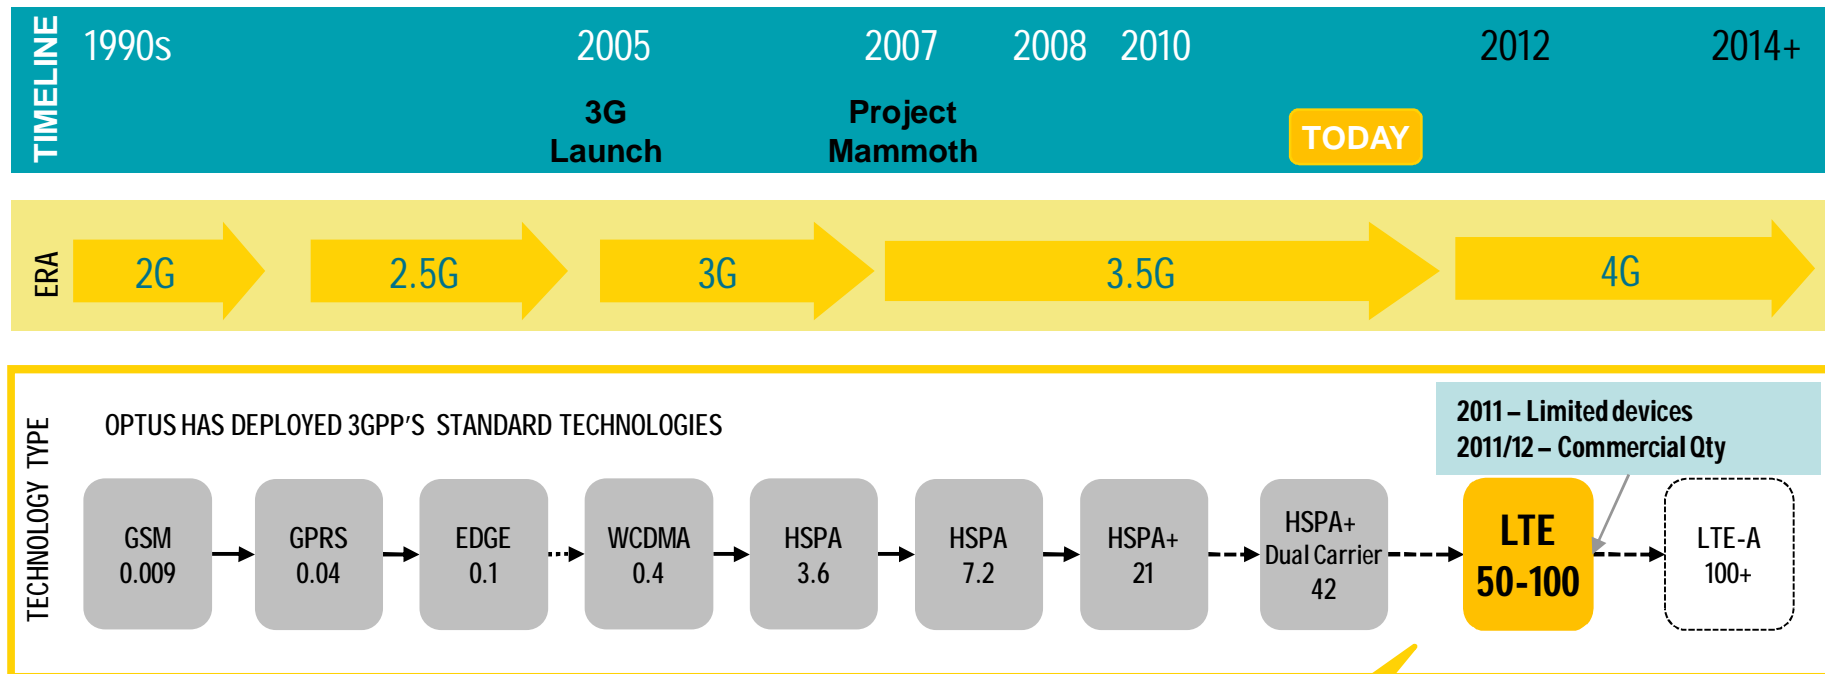 TIMELINE
1990s 2005 2007 2008 2010 2012 2014+
3G
Launch
Project
Mammoth
TODAY
ERA
2G 2.5G 3G 3.5G 4G
TECHNOLOGY TYPE
OPTUS HAS DEPLOYED 3GPP'S STANDARD TECHNOLOGIES
2011 – Limited devices
2011/12 – Commercial Qty
GSM
0.009
GPRS
0.04
EDGE
0.1
WCDMA
0.4
HSPA
3.6
HSPA
7.2
HSPA+
21
HSPA+
Dual Carrier
42
LTE
50-100
LTE-A
100+